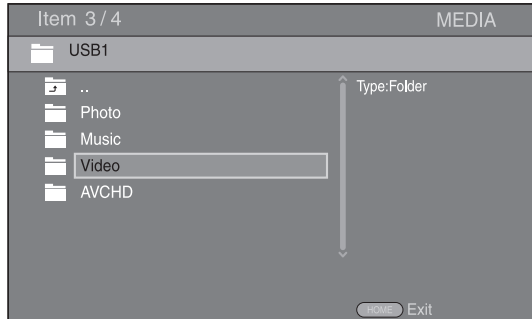 Item 3/4 MEDIA
USB1
..
Type:Folder
Photo
Music
Video
AVCHD
HOME Exit